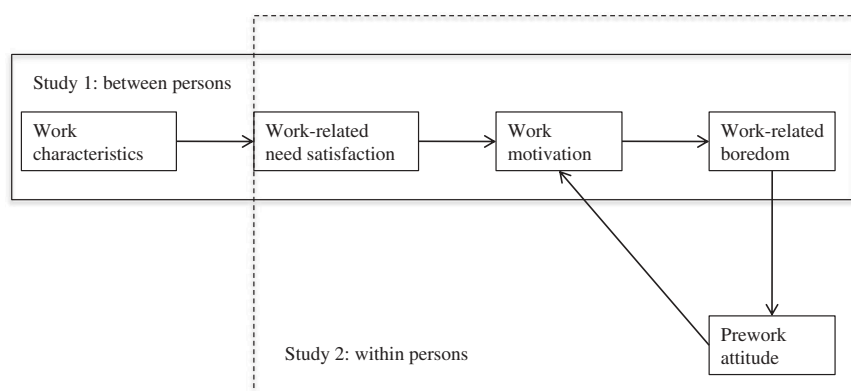 Study 1: between persons
Work
characteristics
Work-related
need satisfaction
Work
motivation
Work-related
boredom
Prework
attitude
Study 2: within persons